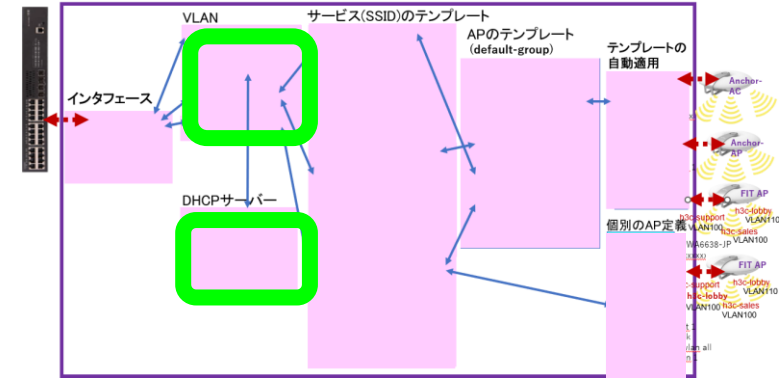 VLAN
サービス(SSID)のテンプレート
APのテンプレート
(default-group)
テンプレートの
自動適用
インタフェース
Anchor-
AC
Anchor-
AP
DHCPサーバー
FIT AP
h3c-lobby
VLAN110
h3c-support
VLAN100
h3c-sales
VLAN100
個別のAP定義
WA6638-JP
FIT AP
h3c-lobby
VLAN110
c-support
h3c-lobby
VLAN100
h3c-sales
VLAN100
vlan all